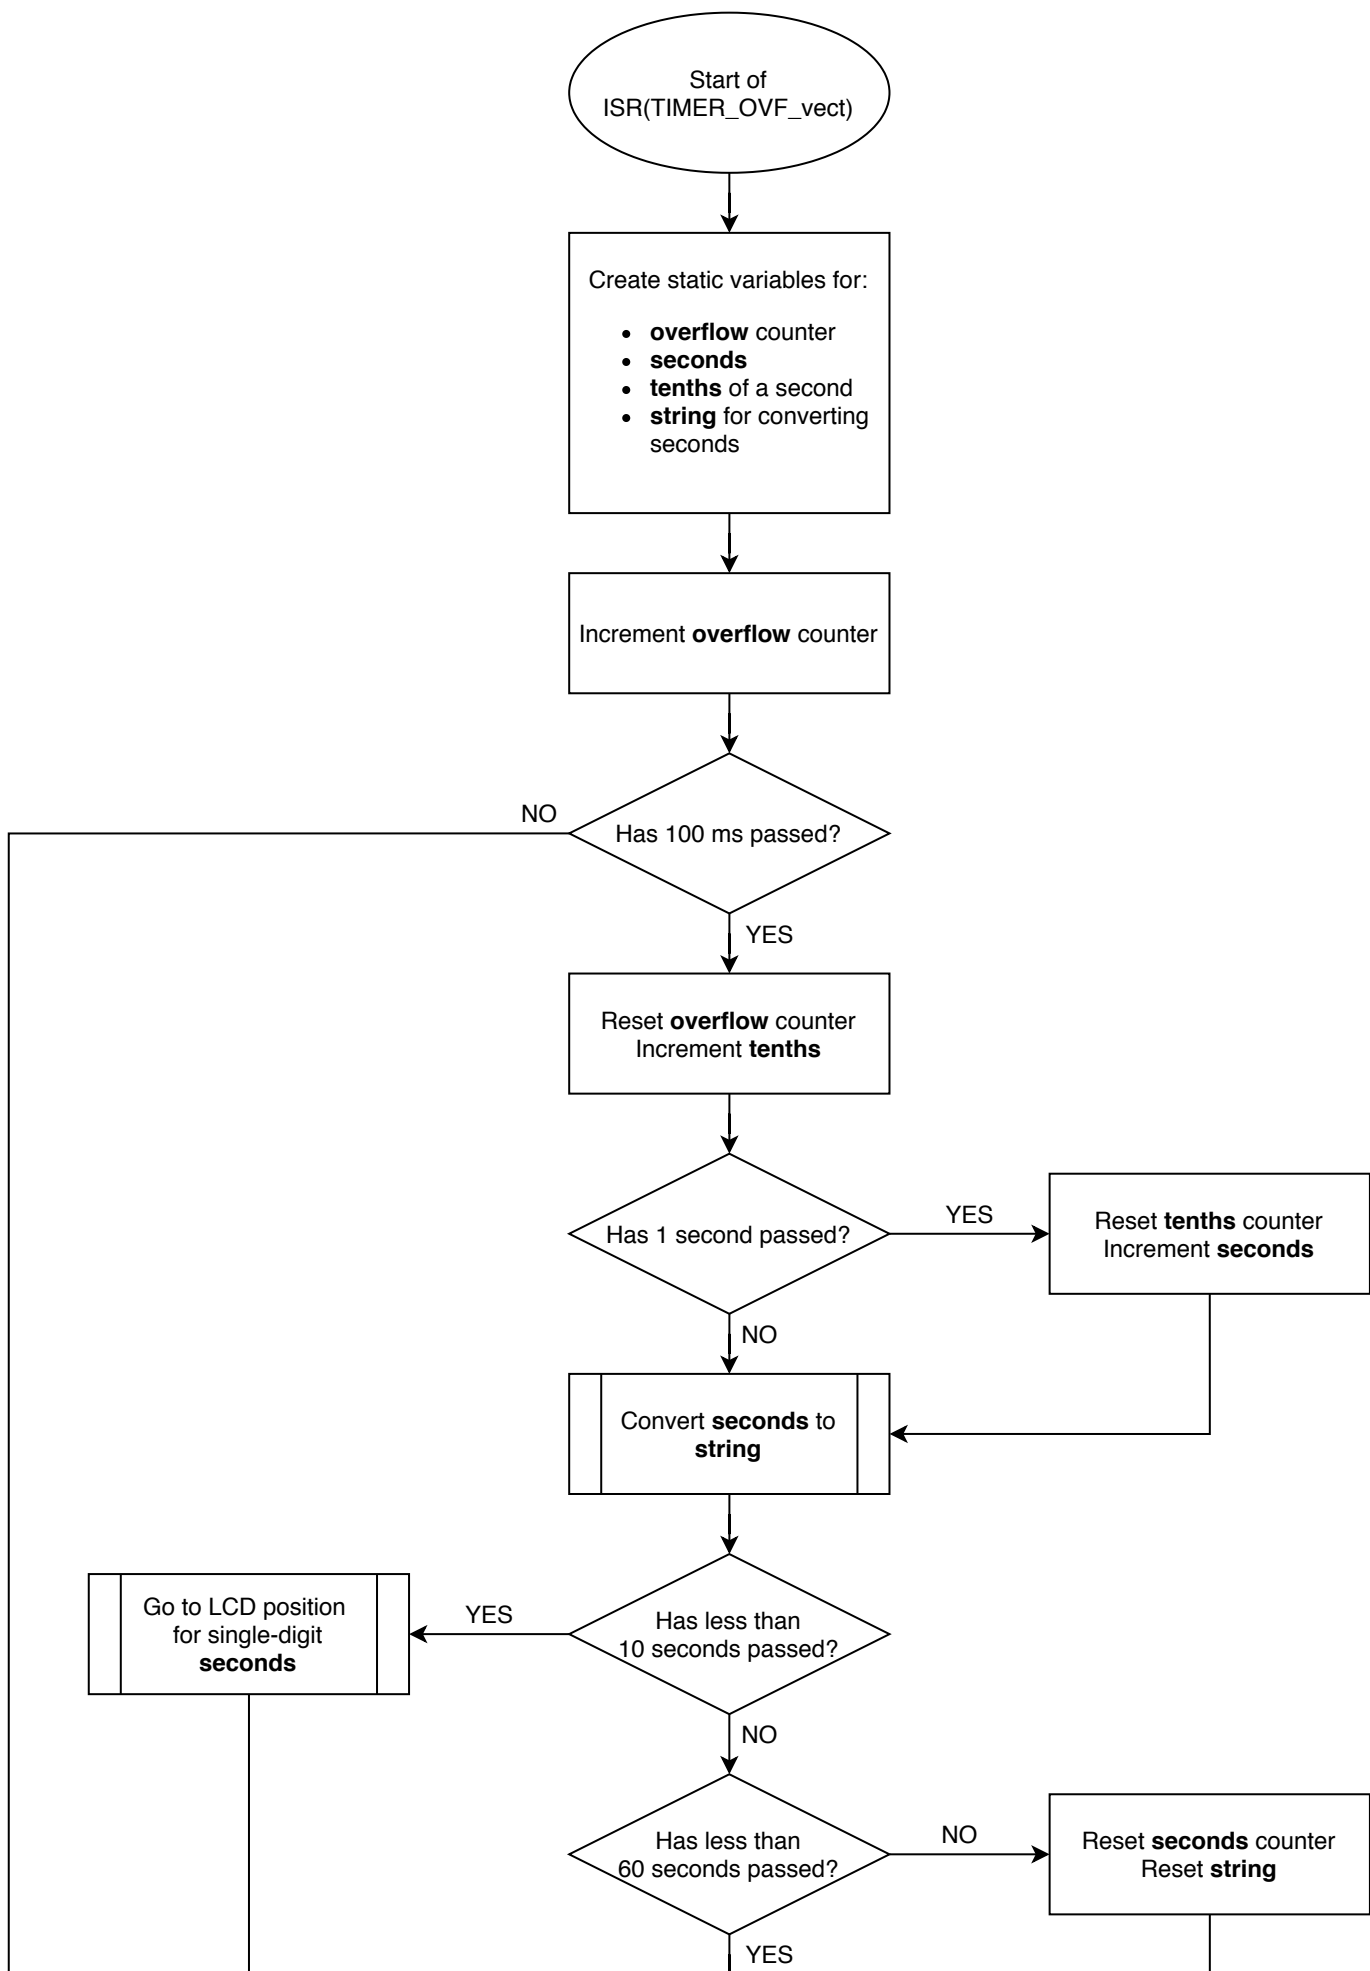 Start of
ISR(TIMER_OVF_vect)
Create static variables for:
• overflow counter
• seconds
• tenths of a second
• string for converting
seconds
Increment overflow counter
NO
Has 100 ms passed?
YES
Reset overflow counter
Increment tenths
Has 1 second passed?
YES
Reset tenths counter
Increment seconds
NO
Convert seconds to
string
Go to LCD position
for single-digit
seconds
YES
Has less than
10 seconds passed?
NO
Has less than
60 seconds passed?
NO
Reset seconds counter
Reset string
YES